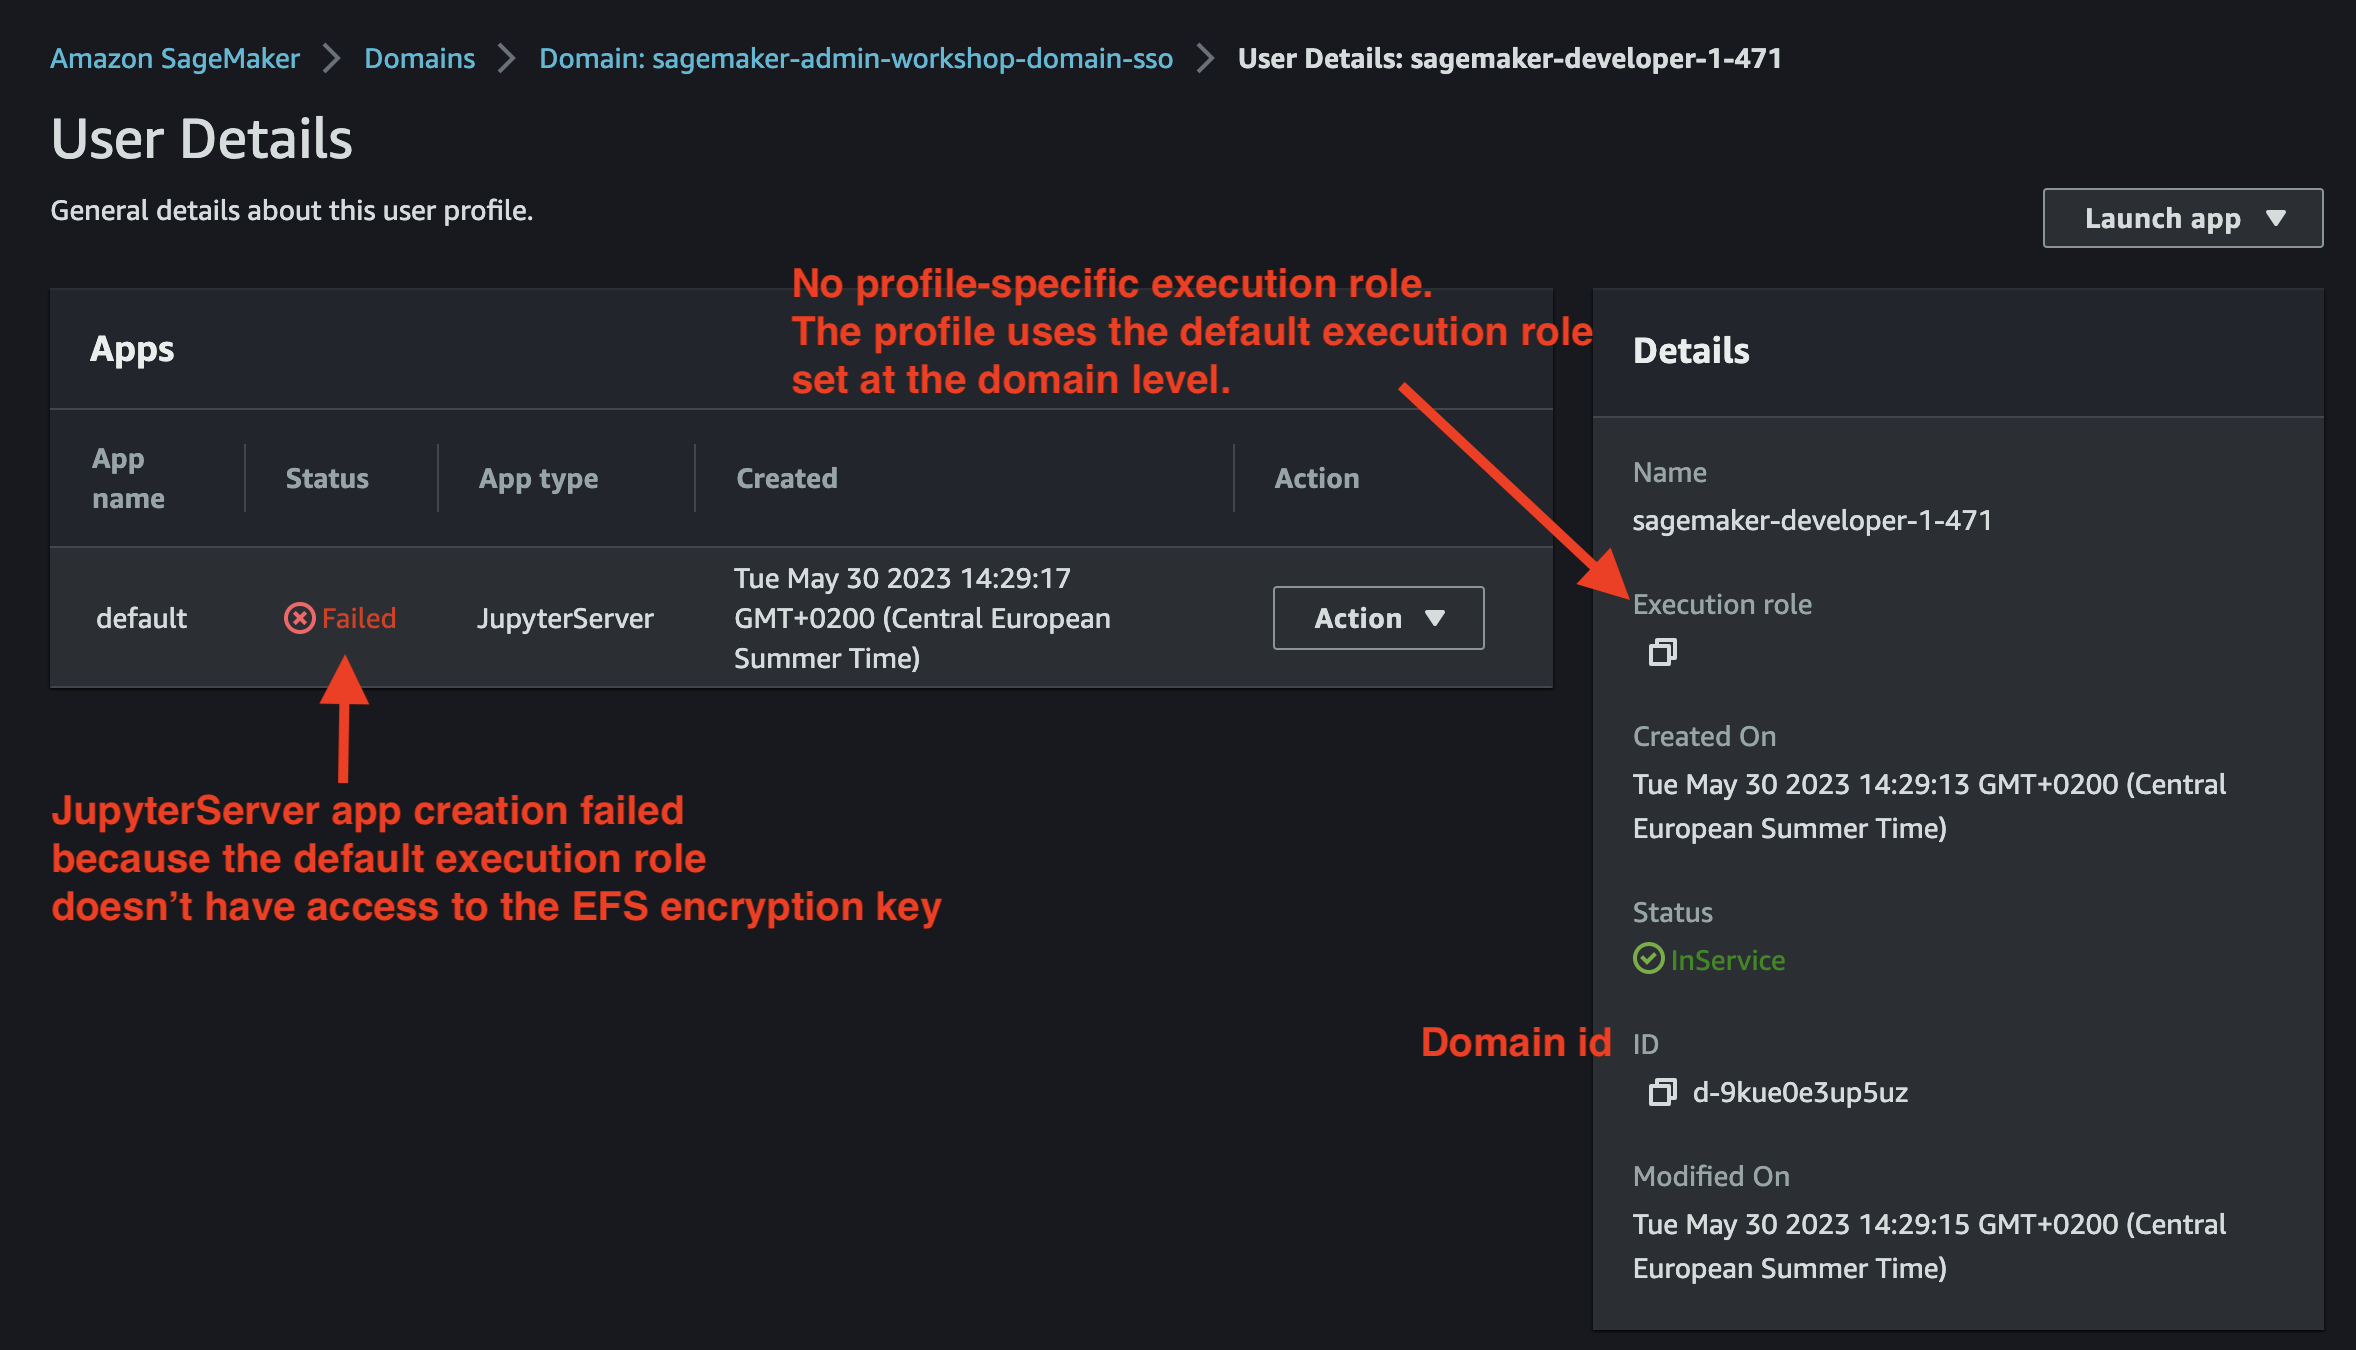 Amazon SageMaker > Domains > Domain: sagemaker-admin-workshop-domain-sso > User Details: sagemaker-developer-1-471
User Details
General details about this user profile.
Launch app
No profile-specific execution role.
The profile uses the default execution role
set at the domain level.
Apps
App name
Status
App type
Created
Action
default
Failed
JupyterServer
Tue May 30 2023 14:29:17
GMT+0200 (Central European
Summer Time)
Action
JupyterServer app creation failed
because the default execution role
doesn’t have access to the EFS encryption key
Details
Name
sagemaker-developer-1-471
Execution role
Created On
Tue May 30 2023 14:29:13 GMT+0200 (Central
European Summer Time)
Status
InService
Domain id
ID
d-9kue0e3up5uz
Modified On
Tue May 30 2023 14:29:15 GMT+0200 (Central
European Summer Time)